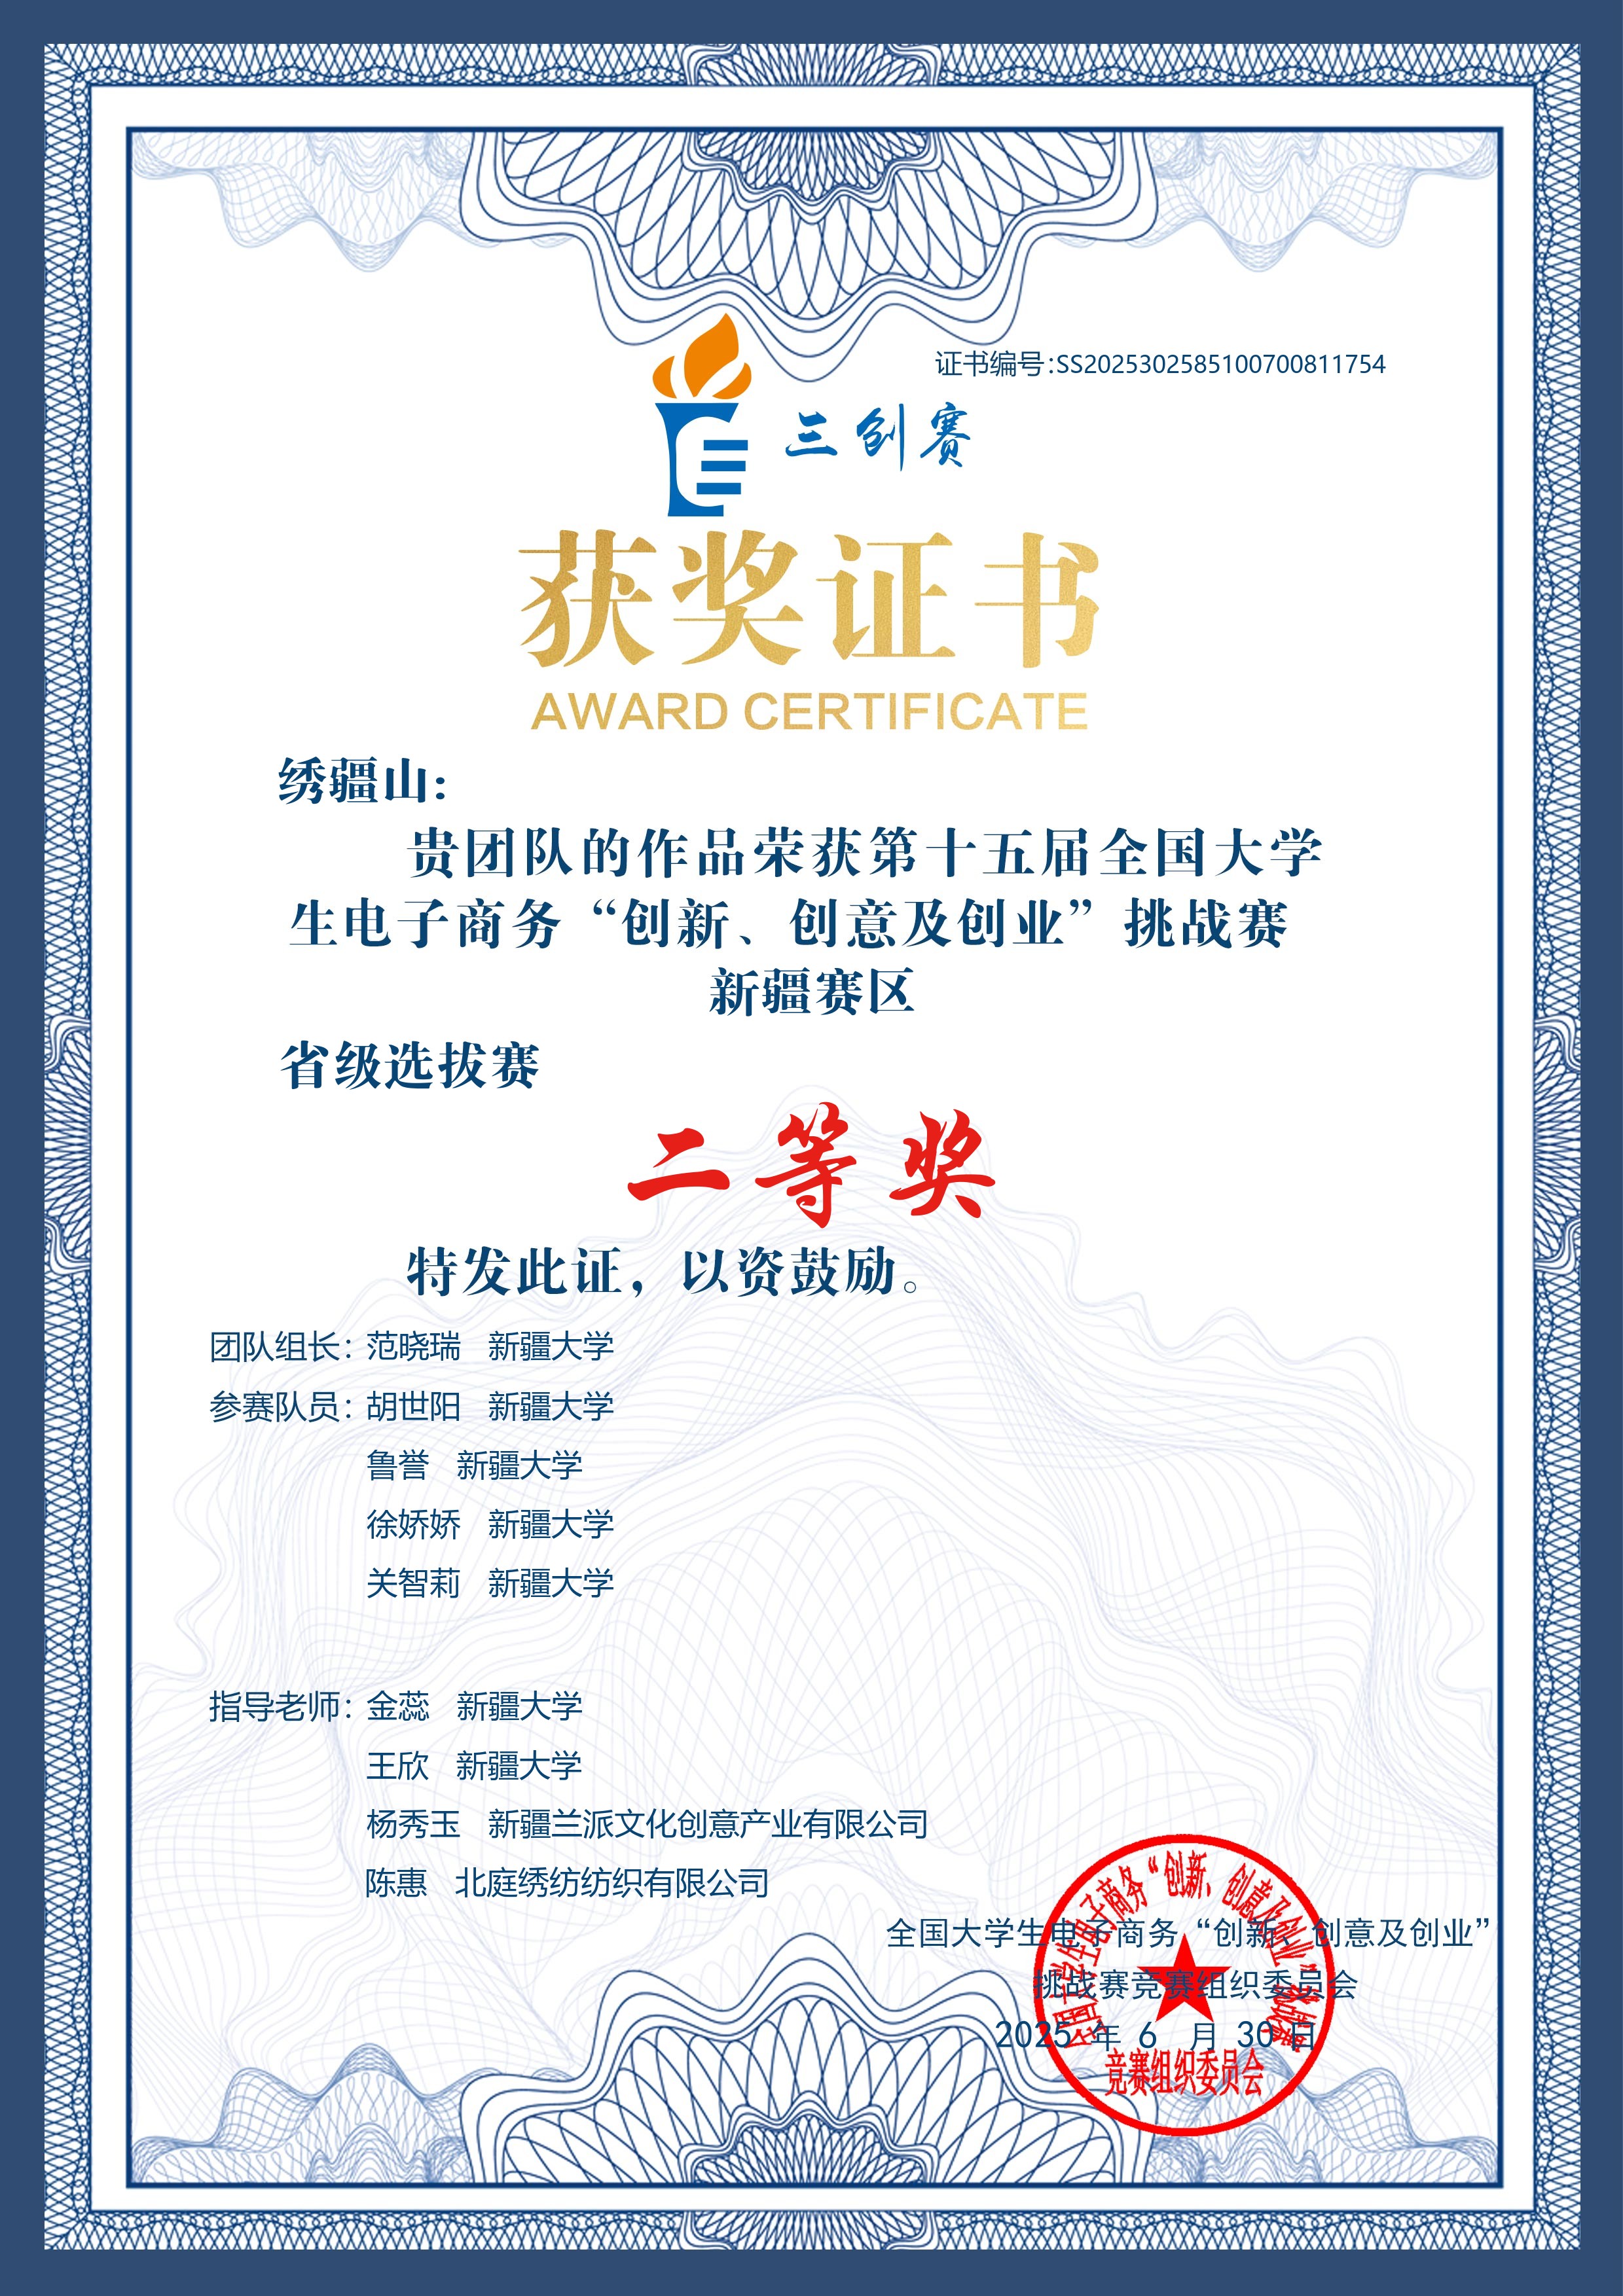 证书编号:SS2025302585100700811754
三创赛
获奖证书
AWARD CERTIFICATE
绣疆山:
贵团队的作品荣获第十五届全国大学
生电子商务“创新、创意及创业”挑战赛
新疆赛区
省级选拔赛
二等奖
特发此证，以资鼓励。
团队组长: 范晓瑞 新疆大学
参赛队员: 胡世阳 新疆大学
鲁誉 新疆大学
徐娇娇 新疆大学
关智莉 新疆大学
指导老师: 金蕊 新疆大学
王欣 新疆大学
杨秀玉 新疆兰派文化创意产业有限公司
陈惠 北庭绣纺纺织有限公司
全国大学生电子商务“创新、创意及创业”
挑战赛竞赛组织委员会
2025 年 6 月 30 日
全国大学生电子商务“创新、创意及创业”挑战赛
竞赛组织委员会